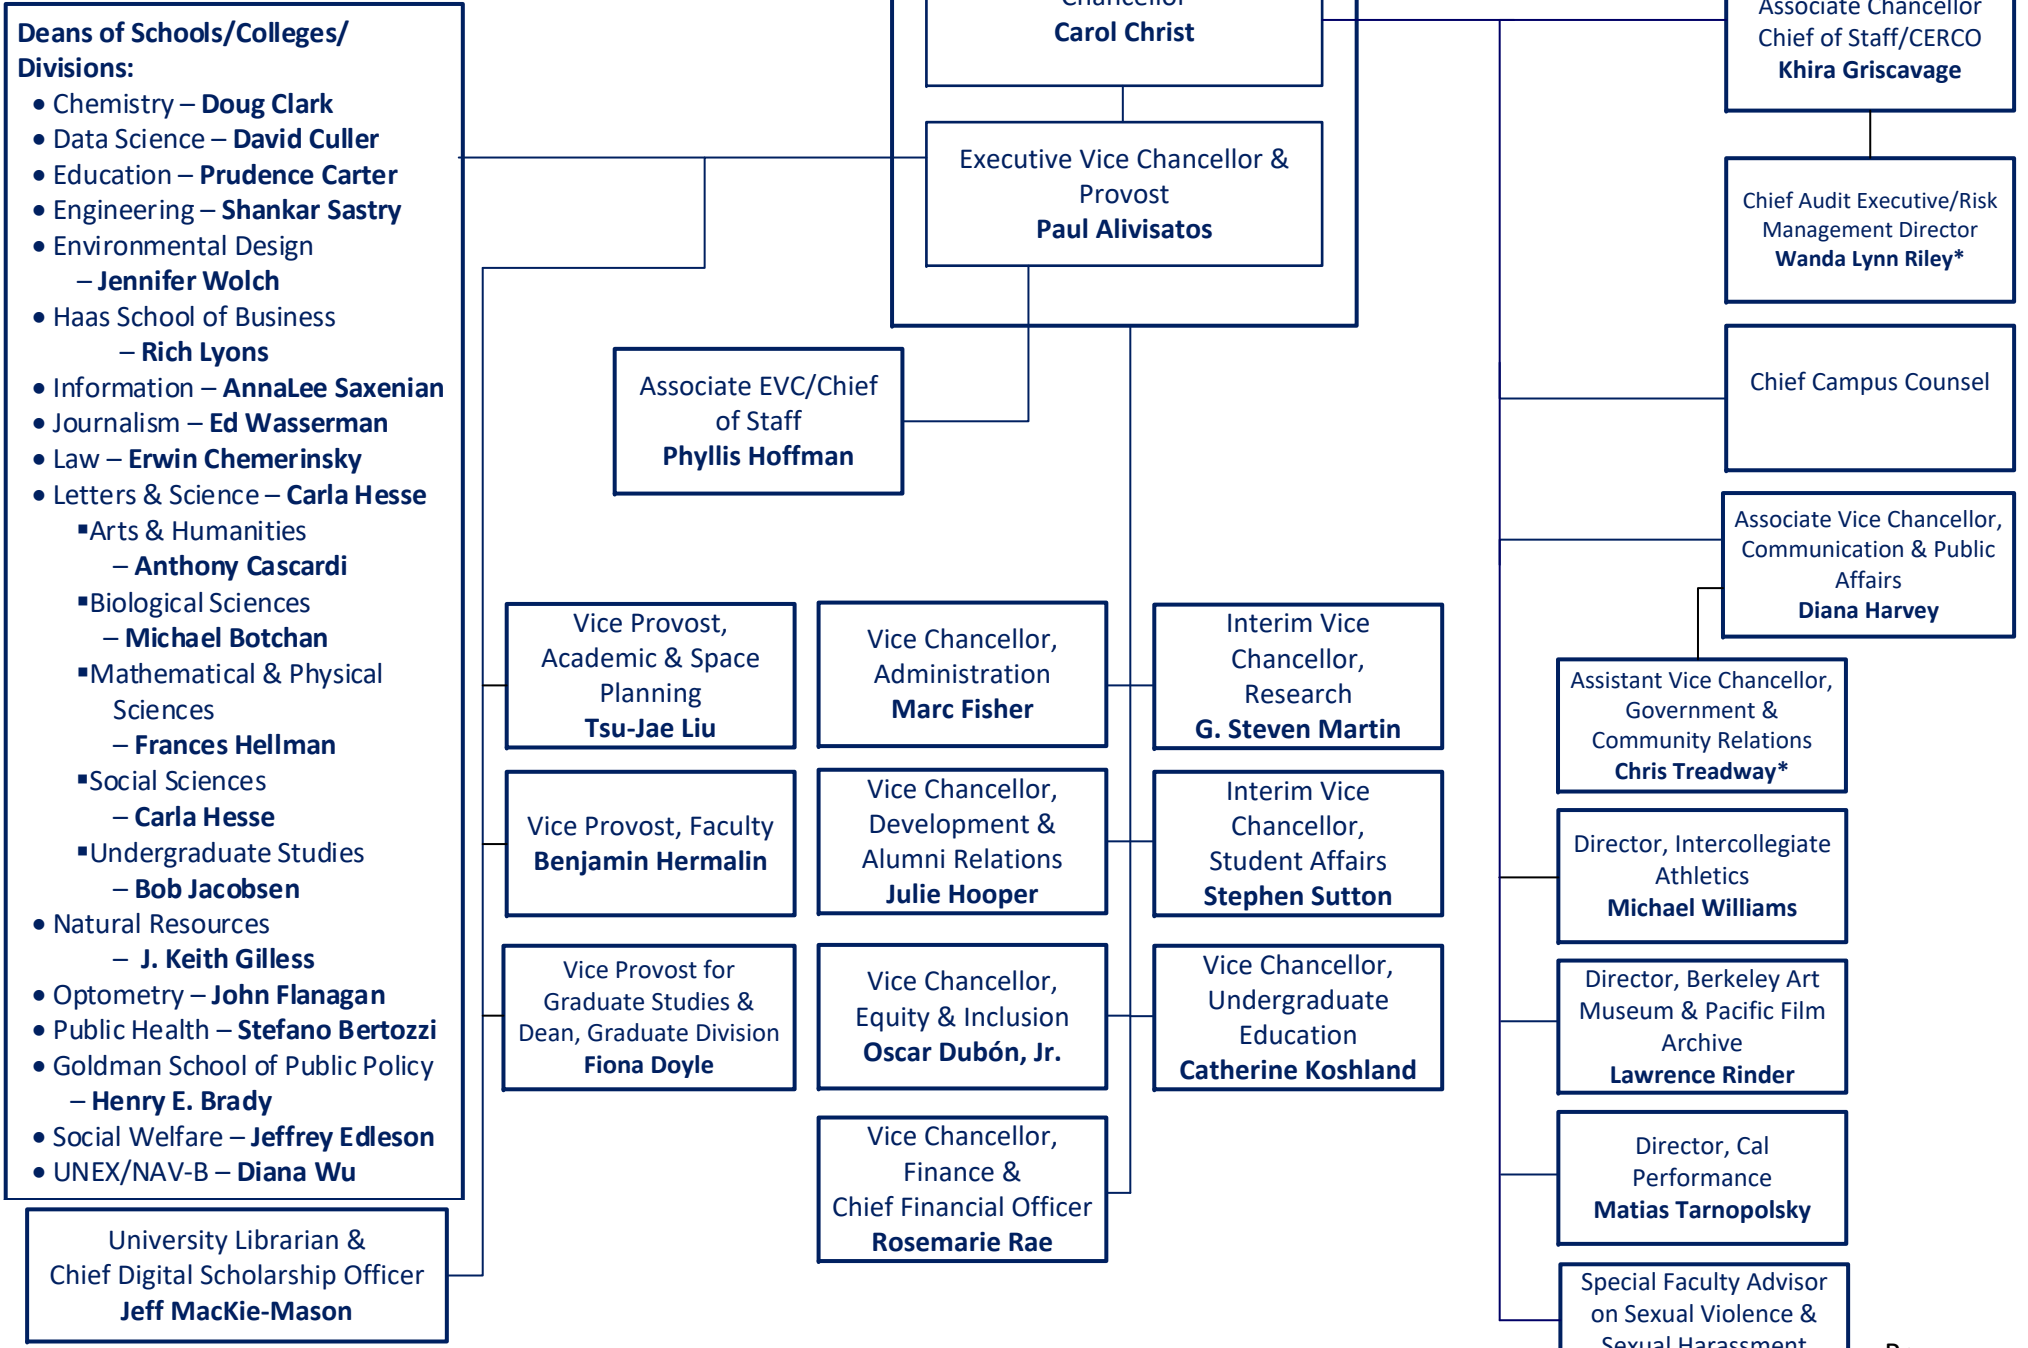 Deans of Schools/Colleges/
Divisions:
• Chemistry – Doug Clark
• Data Science – David Culler
• Education – Prudence Carter
• Engineering – Shankar Sastry
• Environmental Design
– Jennifer Wolch
• Haas School of Business
– Rich Lyons
• Information – AnnaLee Saxenian
• Journalism – Ed Wasserman
• Law – Erwin Chemerinsky
• Letters & Science – Carla Hesse
▪Arts & Humanities
– Anthony Cascardi
▪Biological Sciences
– Michael Botchan
▪Mathematical & Physical
Sciences
– Frances Hellman
▪Social Sciences
– Carla Hesse
▪Undergraduate Studies
– Bob Jacobsen
• Natural Resources
– J. Keith Gilless
• Optometry – John Flanagan
• Public Health – Stefano Bertozzi
• Goldman School of Public Policy
– Henry E. Brady
• Social Welfare – Jeffrey Edleson
• UNEX/NAV-B – Diana Wu
University Librarian &
Chief Digital Scholarship Officer
Jeff MacKie-Mason
Chancellor
Carol Christ
Executive Vice Chancellor &
Provost
Paul Alivisatos
Associate EVC/Chief
of Staff
Phyllis Hoffman
Vice Provost,
Academic & Space
Planning
Tsu-Jae Liu
Vice Provost, Faculty
Benjamin Hermalin
Vice Provost for
Graduate Studies &
Dean, Graduate Division
Fiona Doyle
Vice Chancellor,
Administration
Marc Fisher
Vice Chancellor,
Development &
Alumni Relations
Julie Hooper
Vice Chancellor,
Equity & Inclusion
Oscar Dubón, Jr.
Vice Chancellor,
Finance &
Chief Financial Officer
Rosemarie Rae
Interim Vice
Chancellor,
Research
G. Steven Martin
Interim Vice
Chancellor,
Student Affairs
Stephen Sutton
Vice Chancellor,
Undergraduate
Education
Catherine Koshland
Associate Chancellor
Chief of Staff/CERCO
Khira Griscavage
Chief Audit Executive/Risk
Management Director
Wanda Lynn Riley*
Chief Campus Counsel
Associate Vice Chancellor,
Communication & Public
Affairs
Diana Harvey
Assistant Vice Chancellor,
Government &
Community Relations
Chris Treadway*
Director, Intercollegiate
Athletics
Michael Williams
Director, Berkeley Art
Museum & Pacific Film
Archive
Lawrence Rinder
Director, Cal
Performance
Matias Tarnopolsky
Special Faculty Advisor
on Sexual Violence &
Sexual Harassment